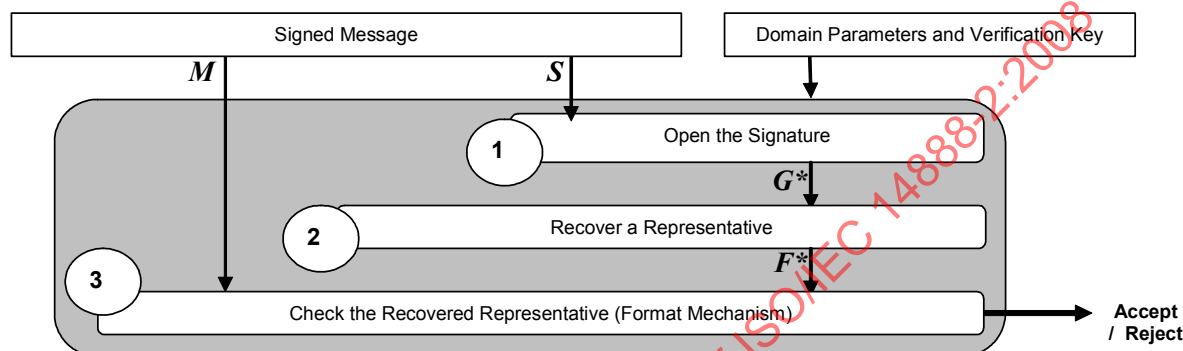 Signed Message
Domain Parameters and Verification Key
M
S
1
Open the Signature
G*
2
Recover a Representative
F*
3
Check the Recovered Representative (Format Mechanism)
Accept
/ Reject
ISO/IEC 14888-2:2008